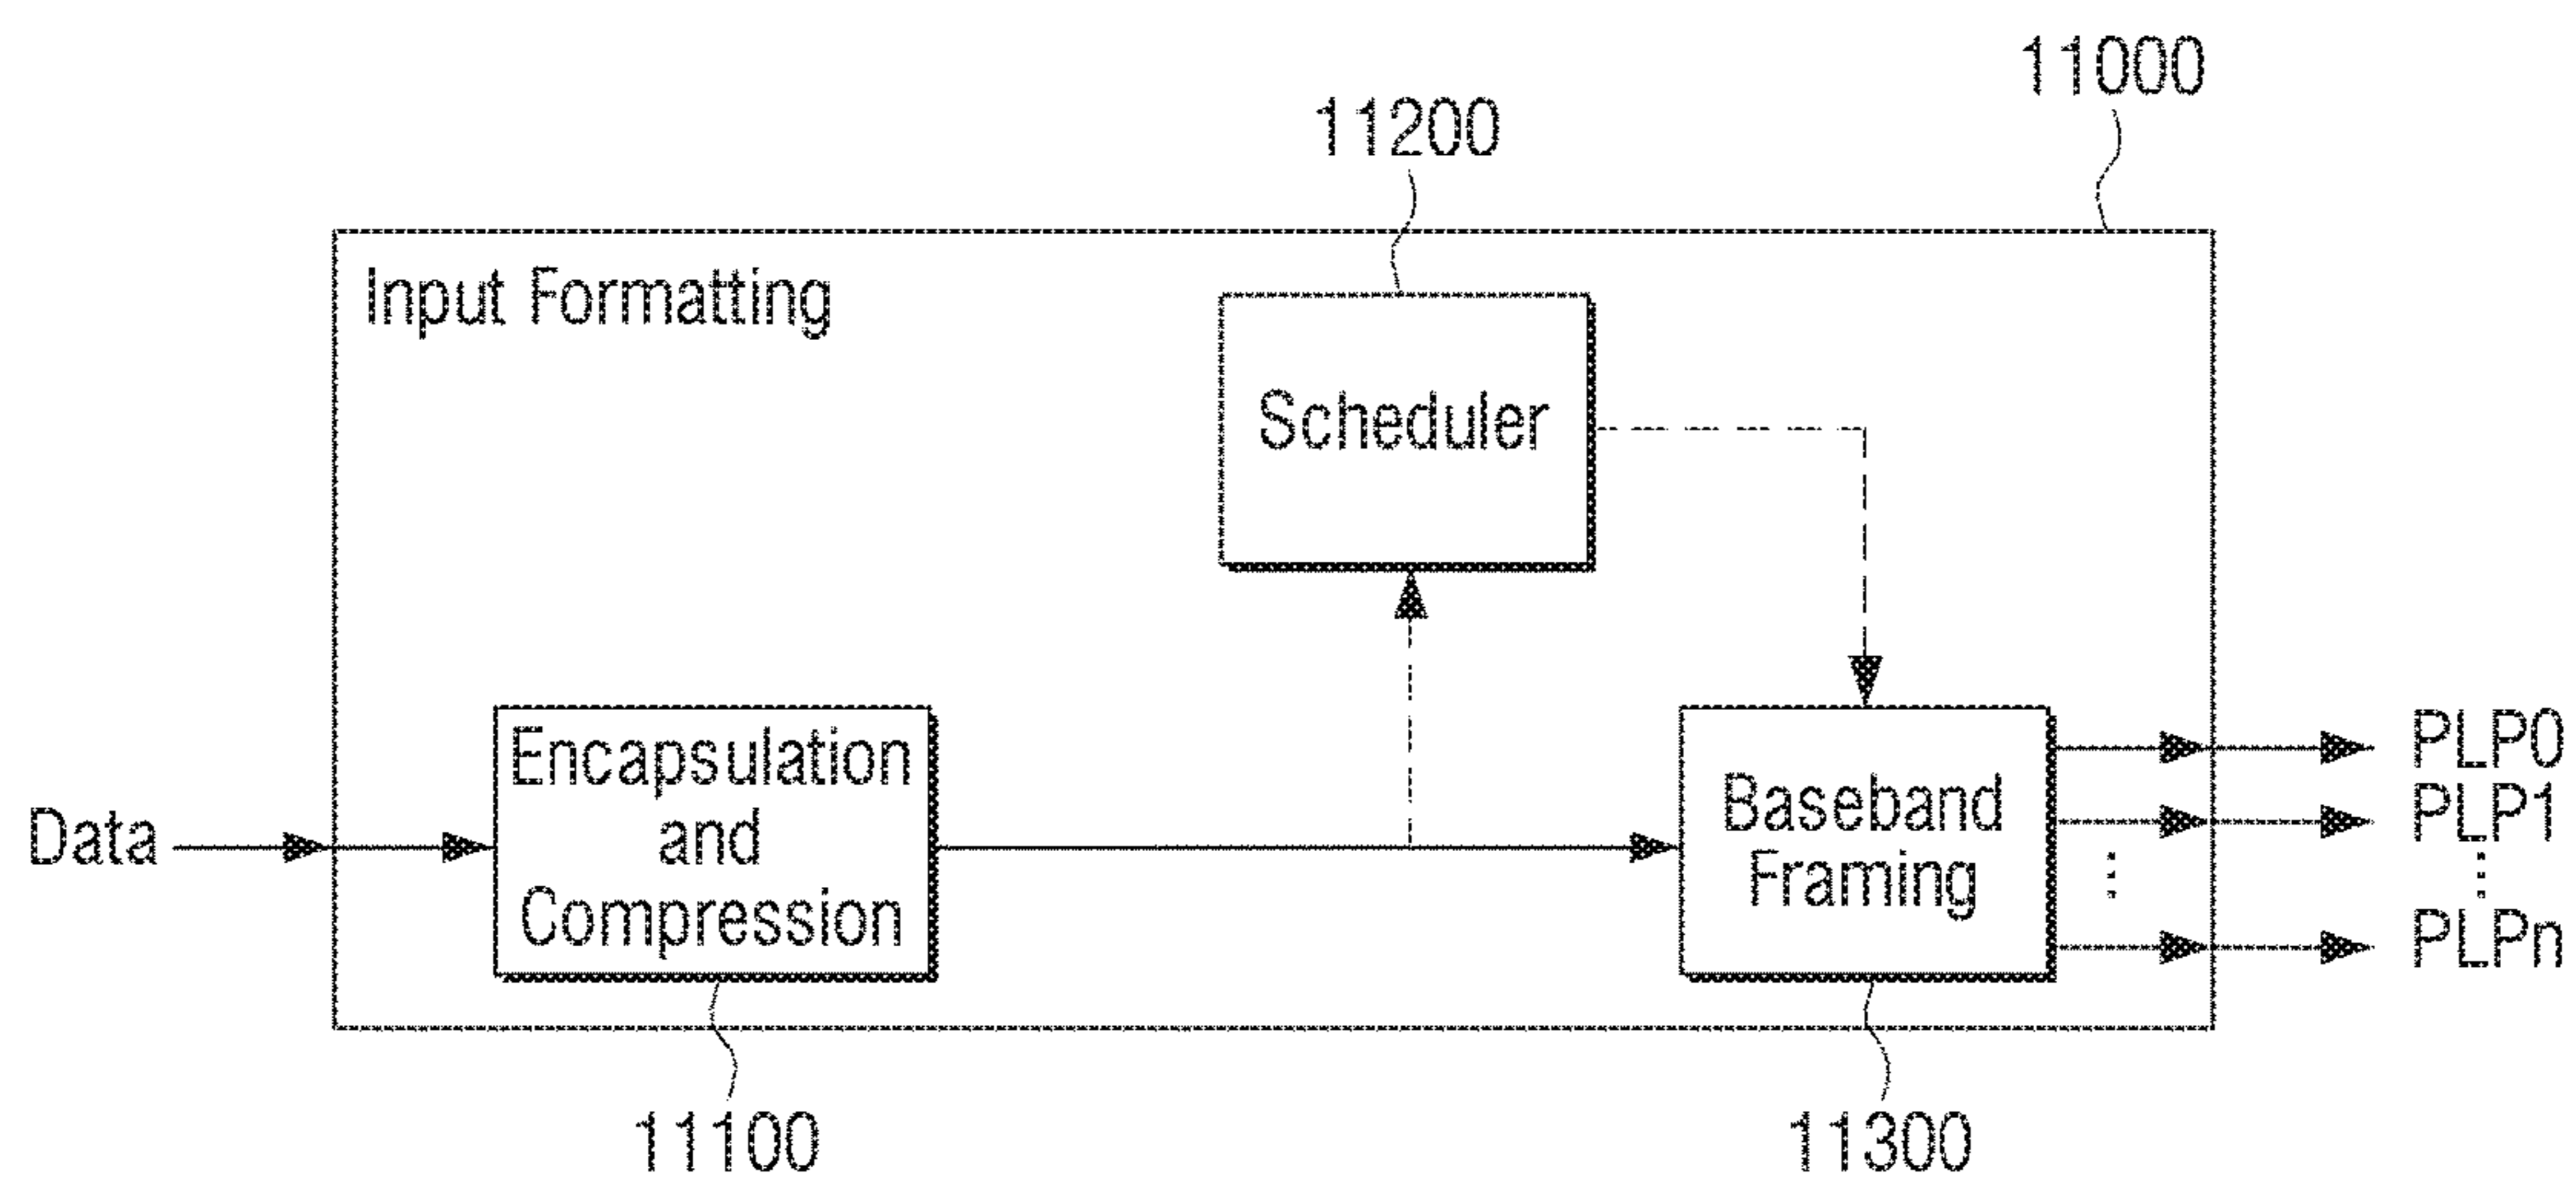 11000
11200
Input Formatting
Scheduler
Encapsulation
and
Compression
Data
Baseband
Framing
PLP0
PLP1
PLPn
11100
11300